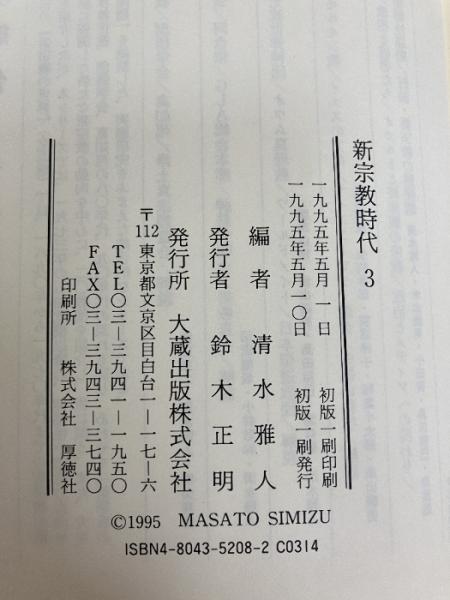 新宗教時代 3
一九九五年五月一日 初版一刷印刷
一九九五年五月一〇日 初版一刷発行
編者 清水雅人
発行者 鈴木正明
発行所 大蔵出版株式会社
〒112 東京都文京区目白台一—一七—六
TEL〇三—三九四一—一九五〇
FAX〇三—三九四三—三七四〇
印刷所 株式会社 厚徳社
©1995 MASATO SIMIZU
ISBN4-8043-5208-2 C0314